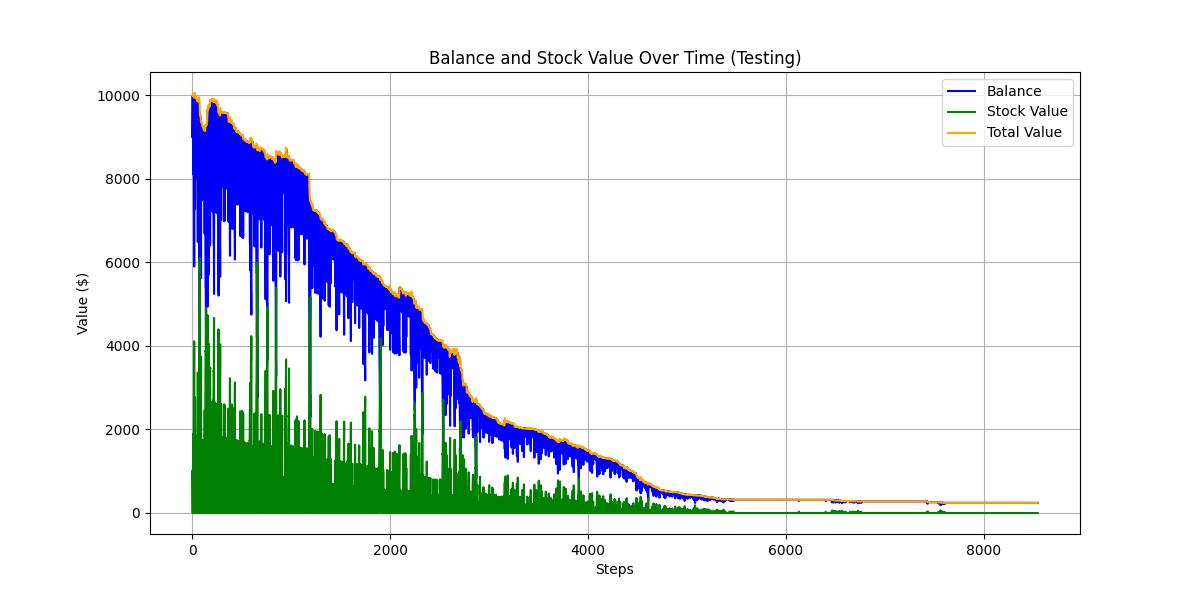 Balance and Stock Value Over Time (Testing)
Balance
Stock Value
Total Value
Value ($)
10000
8000
6000
4000
2000
0
0 2000 4000 6000 8000
Steps